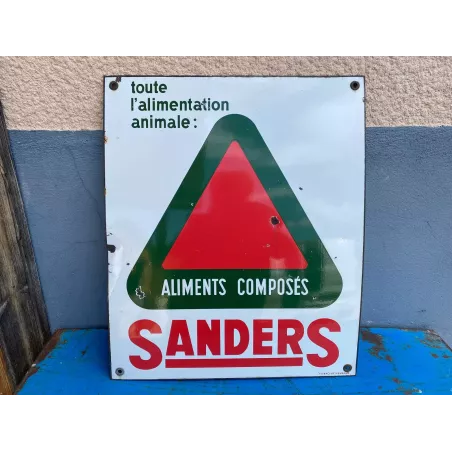 toute
l'alimentation
animale :
ALIMENTS COMPOSÉS
SANDERS